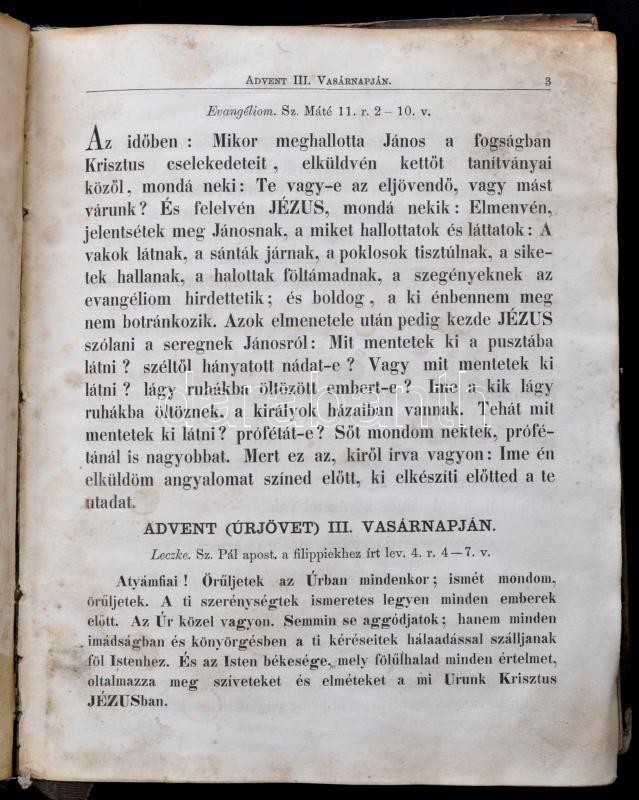 Advent III. Vasárnapján. 3
Evangéliom. Sz. Máté 11. r. 2 – 10. v.
Az időben : Mikor meghallotta János a fogságban
Krisztus cselekedeteit , elküldvén kettőt tanítványai
közől, mondá neki : Te vagy-e az eljövendő, vagy mást
várunk ? És felelvén JÉZUS, mondá nekik : Elmenvén,
jelentsétek meg Jánosnak, a miket hallottatok és láttatok : A
vakok látnak, a sánták járnak, a poklosok tisztúlnak, a sike-
tek hallanak, a halottak föltámadnak, a szegényeknek az
evangéliom hirdettetik ; és boldog , a ki énbennem meg
nem botránkozik. Azok elmenetele után pedig kezde JÉZUS
szólani a seregnek Jánosról : Mit mentetek ki a pusztába
látni ? széltől hányatott nádat-e ? Vagy mit mentetek ki
látni ? lágy ruhákba öltözött embert-e ? Ime a kik lágy
ruhákba öltöznek, a királyok házaiban vannak. Tehát mit
mentetek ki látni ? prófétát-e ? Sőt mondom nektek, prófé-
tánál is nagyobbat. Mert ez az, kiről írva vagyon : Ime én
elküldöm angyalomat színed előtt, ki elkészíti előtted a te
utadat.
ADVENT (ÚRJÖVET) III. VASÁRNAPJÁN.
Leczke. Sz. Pál apost. a filippiekhez írt lev. 4. r. 4 — 7. v.
Atyámfiai ! Örűljetek az Úrban mindenkor ; ismét mondom,
örűljetek. A ti szerénységtek ismeretes legyen minden emberek
előtt. Az Úr közel vagyon. Semmin se aggódjatok ; hanem minden
imádságban és könyörgésben a ti kéréseitek hálaadással szálljanak
föl Istenhez. És az Isten békesége, mely fölűlhalad minden értelmet,
oltalmazza meg szíveteket és elméteket a mi Urunk Krisztus
JÉZUSban.
darabanth